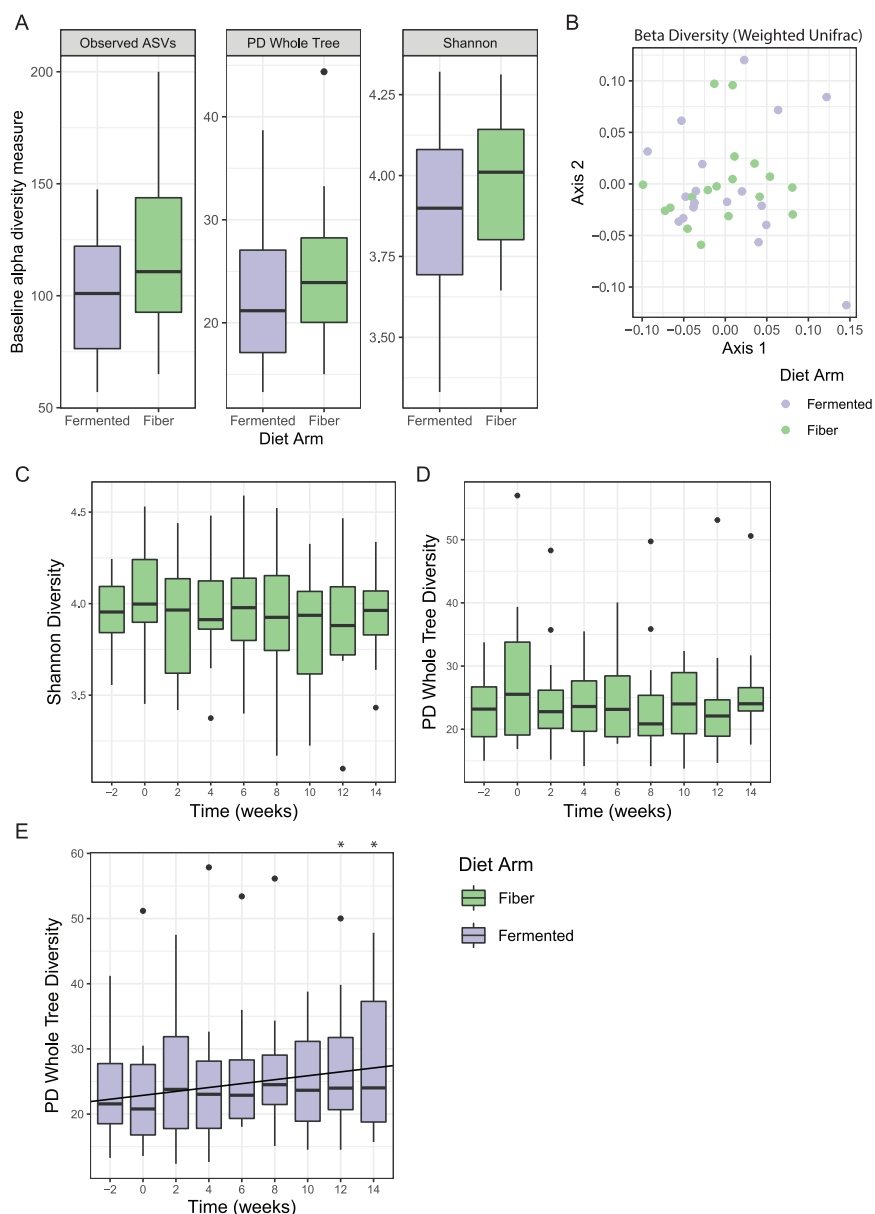 A
Observed ASVs PD Whole Tree Shannon
Baseline alpha diversity measure
200
150
100
50
40
30
20
4.25
4.00
3.75
3.50
Fermented Fiber Fermented Fiber Fermented Fiber
Diet Arm
B
Beta Diversity (Weighted Unifrac)
Axis 2
0.10
0.05
0.00
−0.05
−0.10
−0.10 −0.05 0.00 0.05 0.10 0.15
Axis 1
Diet Arm
Fermented
Fiber
C
Shannon Diversity
4.5
4.0
3.5
−2 0 2 4 6 8 10 12 14
Time (weeks)
D
PD Whole Tree Diversity
50
40
30
20
−2 0 2 4 6 8 10 12 14
Time (weeks)
E
* *
PD Whole Tree Diversity
60
50
40
30
20
−2 0 2 4 6 8 10 12 14
Time (weeks)
Diet Arm
Fiber
Fermented